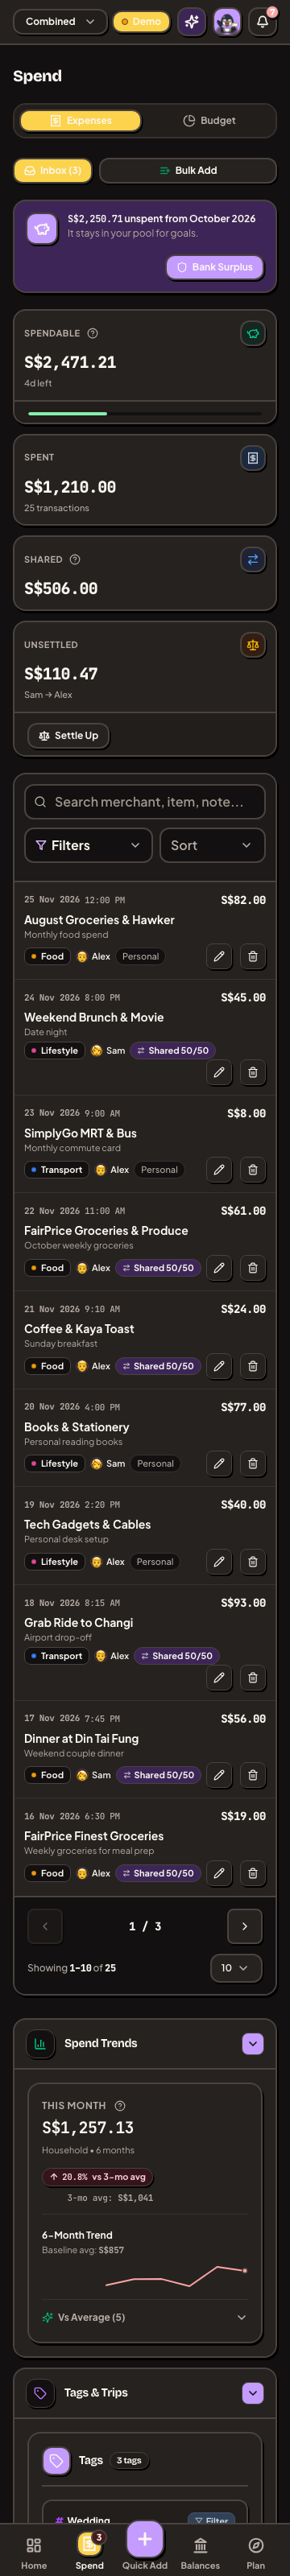 Combined
Demo
7
Spend
Expenses
Budget
Inbox (3)
Bulk Add
S$2,250.71 unspent from October 2026
It stays in your pool for goals.
Bank Surplus
SPENDABLE
S$2,471.21
4d left
SPENT
S$1,210.00
25 transactions
SHARED
S$506.00
UNSETTLED
S$110.47
Sam → Alex
Settle Up
Search merchant, item, note...
Filters
Sort
25 Nov 2026 12:00 PM
S$82.00
August Groceries & Hawker
Monthly food spend
Food Alex Personal
24 Nov 2026 8:00 PM
S$45.00
Weekend Brunch & Movie
Date night
Lifestyle Sam Shared 50/50
23 Nov 2026 9:00 AM
S$8.00
SimplyGo MRT & Bus
Monthly commute card
Transport Alex Personal
22 Nov 2026 11:00 AM
S$61.00
FairPrice Groceries & Produce
October weekly groceries
Food Alex Shared 50/50
21 Nov 2026 9:10 AM
S$24.00
Coffee & Kaya Toast
Sunday breakfast
Food Alex Shared 50/50
20 Nov 2026 4:00 PM
S$77.00
Books & Stationery
Personal reading books
Lifestyle Sam Personal
19 Nov 2026 2:20 PM
S$40.00
Tech Gadgets & Cables
Personal desk setup
Lifestyle Alex Personal
18 Nov 2026 8:15 AM
S$93.00
Grab Ride to Changi
Airport drop-off
Transport Alex Shared 50/50
17 Nov 2026 7:45 PM
S$56.00
Dinner at Din Tai Fung
Weekend couple dinner
Food Sam Shared 50/50
16 Nov 2026 6:30 PM
S$19.00
FairPrice Finest Groceries
Weekly groceries for meal prep
Food Alex Shared 50/50
1 / 3
Showing 1–10 of 25
10
Spend Trends
THIS MONTH
S$1,257.13
Household • 6 months
↑ 20.8% vs 3-mo avg
3-mo avg: S$1,041
6-Month Trend
Baseline avg: S$857
Vs Average (5)
Tags & Trips
Tags
3 tags
# Wedding
Filter
3
Home
Spend
Quick Add
Balances
Plan